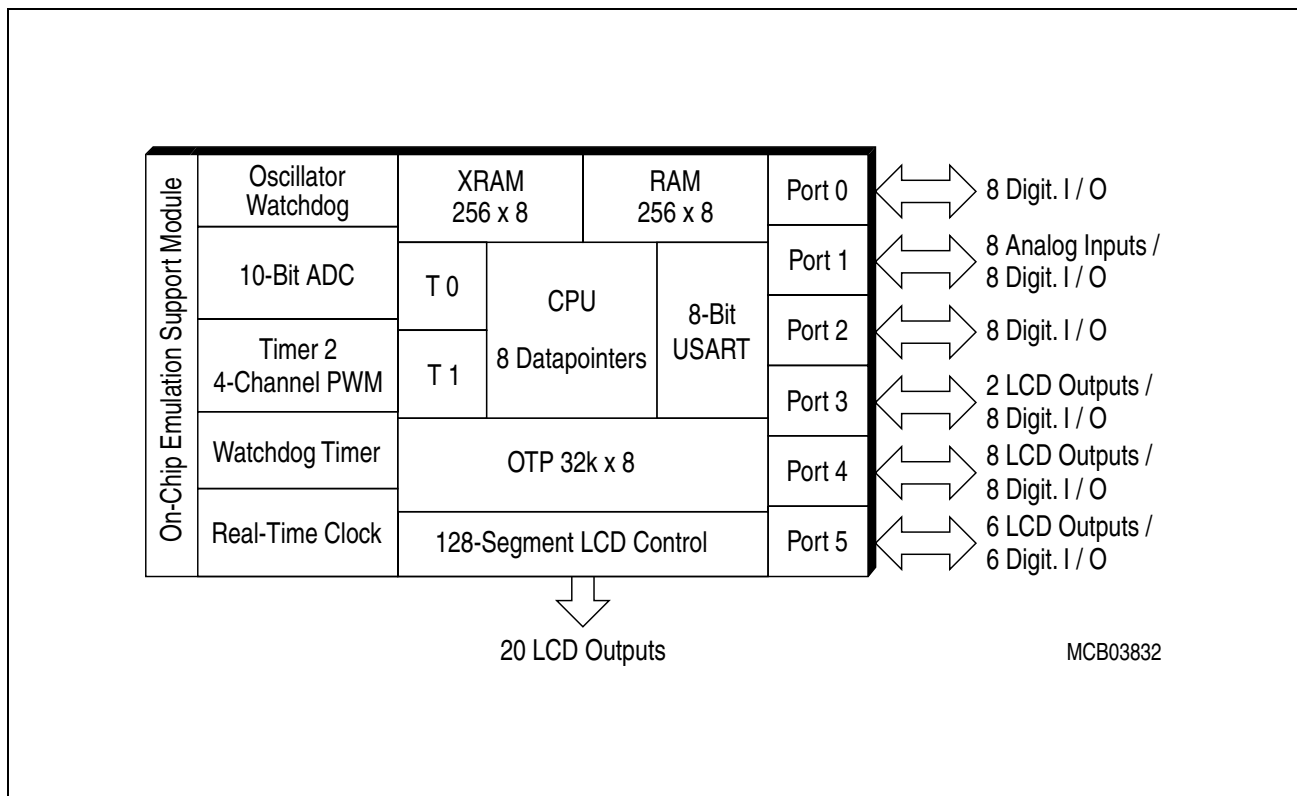 On-Chip Emulation Support Module
Oscillator
Watchdog
10-Bit ADC
Timer 2
4-Channel PWM
Watchdog Timer
Real-Time Clock
XRAM
256 x 8
RAM
256 x 8
T 0
T 1
CPU
8 Datapointers
8-Bit
USART
OTP 32k x 8
128-Segment LCD Control
Port 0
Port 1
Port 2
Port 3
Port 4
Port 5
8 Digit. I / O
8 Analog Inputs /
8 Digit. I / O
8 Digit. I / O
2 LCD Outputs /
8 Digit. I / O
8 LCD Outputs /
8 Digit. I / O
6 LCD Outputs /
6 Digit. I / O
20 LCD Outputs
MCB03832